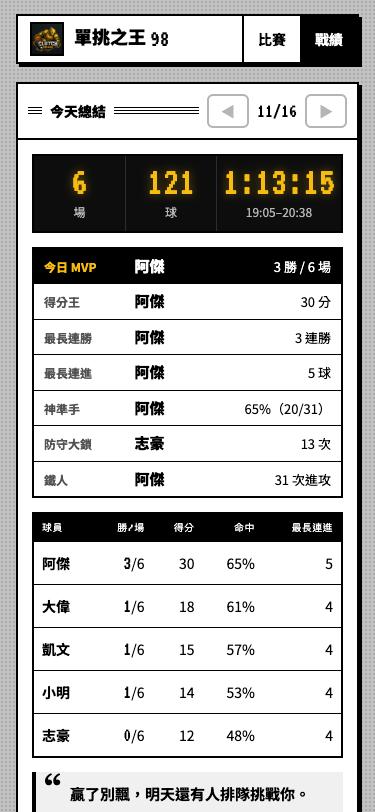 單挑之王 98 比賽 戰績
今天總結 11/16
6 121 1:13:15
場 球 19:05–20:38
今日 MVP 阿傑 3 勝 / 6 場
得分王 阿傑 30 分
最長連勝 阿傑 3 連勝
最長連進 阿傑 5 球
神準手 阿傑 65%（20/31）
防守大鎖 志豪 13 次
鐵人 阿傑 31 次進攻
球員 勝/場 得分 命中 最長連進
阿傑 3/6 30 65% 5
大偉 1/6 18 61% 4
凱文 1/6 15 57% 4
小明 1/6 14 53% 4
志豪 0/6 12 48% 4
“ 贏了別飄，明天還有人排隊挑戰你。